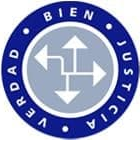 VERDAD • BIEN • JUSTICIA •